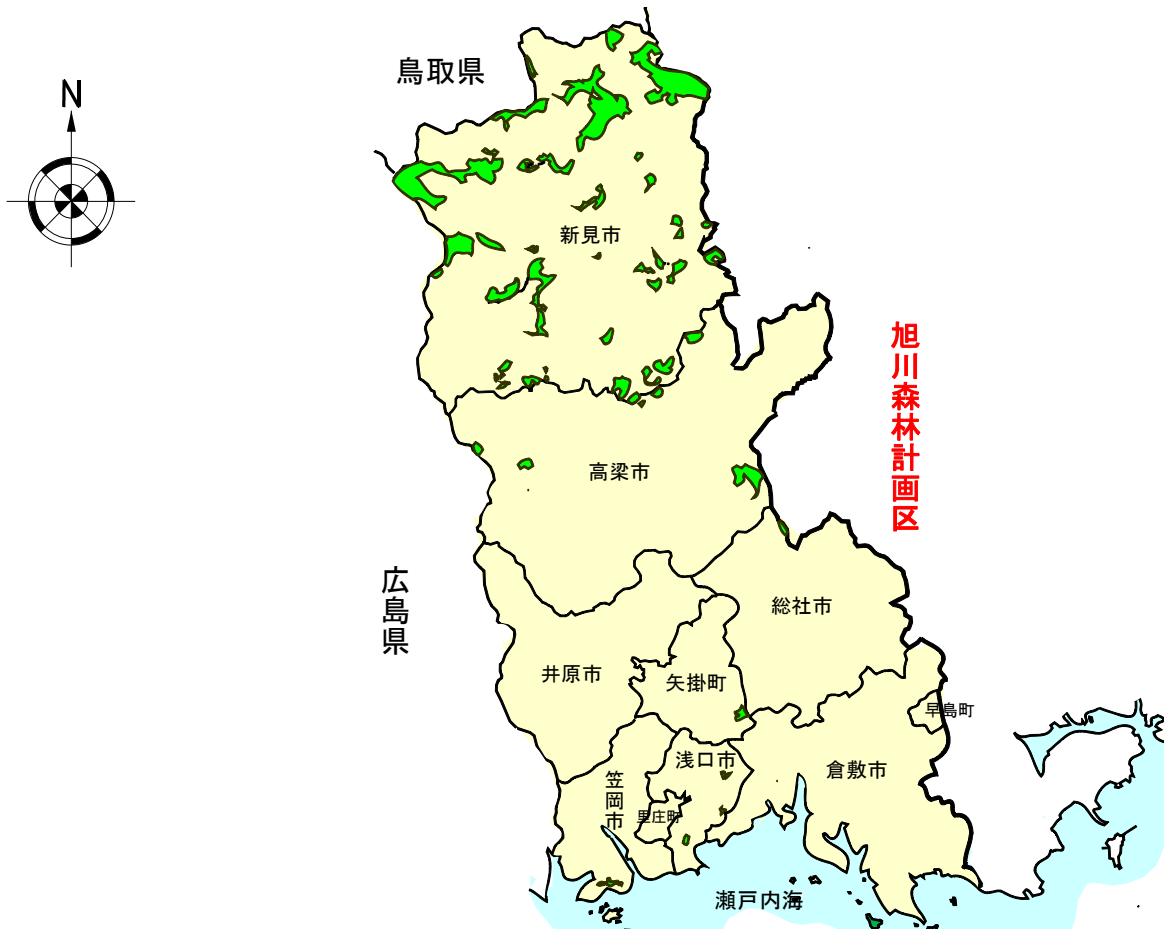 鳥取県
N
新見市
旭川森林計画区
高梁市
広島県
総社市
井原市
矢掛町
早島町
浅口市
倉敷市
笠岡市
里庄町
瀬戸内海